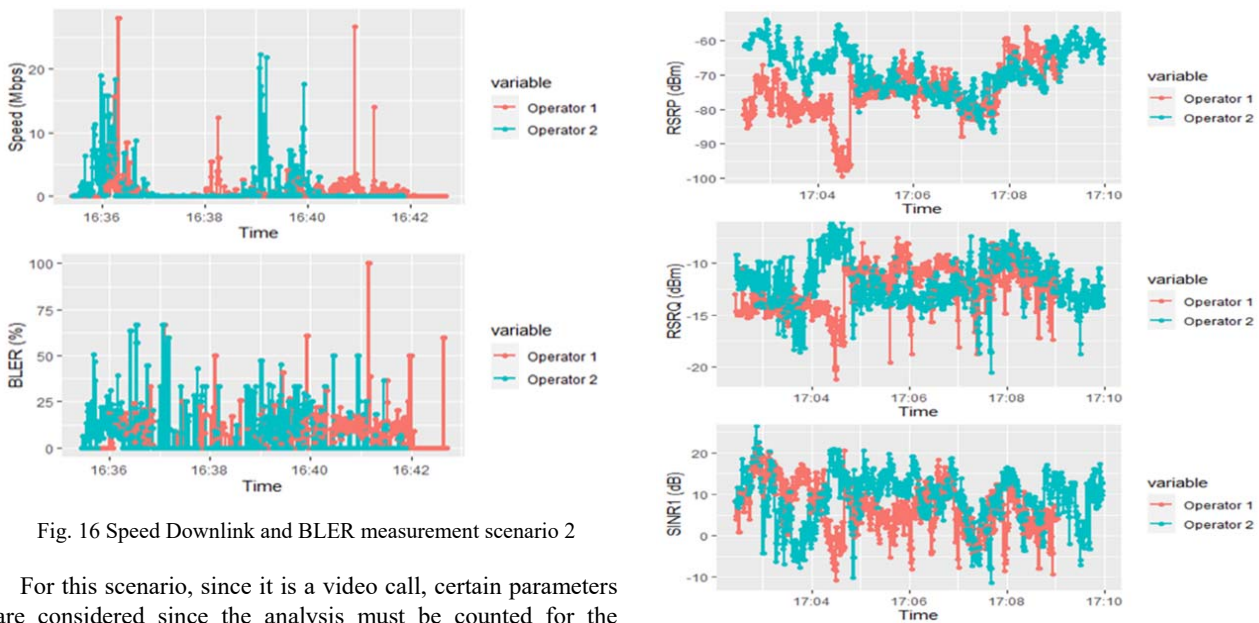 Speed (Mbps)
20
10
0
16:36 16:38 16:40 16:42
Time
variable
Operator 1
Operator 2
BLER (%)
100
75
50
25
0
16:36 16:38 16:40 16:42
Time
variable
Operator 1
Operator 2
Fig. 16 Speed Downlink and BLER measurement scenario 2
For this scenario, since it is a video call, certain parameters
are considered since the analysis must be counted for the
RSRP (dBm)
-60
-70
-80
-90
-100
17:04 17:06 17:08 17:10
Time
variable
Operator 1
Operator 2
RSRQ (dBm)
-10
-15
-20
17:04 17:06 17:08 17:10
Time
variable
Operator 1
Operator 2
SINR1 (dB)
20
10
0
-10
17:04 17:06 17:08 17:10
Time
variable
Operator 1
Operator 2